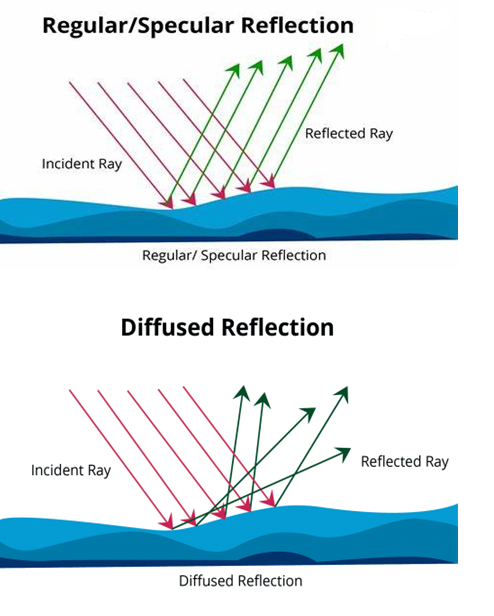 Regular/Specular Reflection
Reflected Ray
Incident Ray
Regular/ Specular Reflection
Diffused Reflection
Reflected Ray
Incident Ray
Diffused Reflection